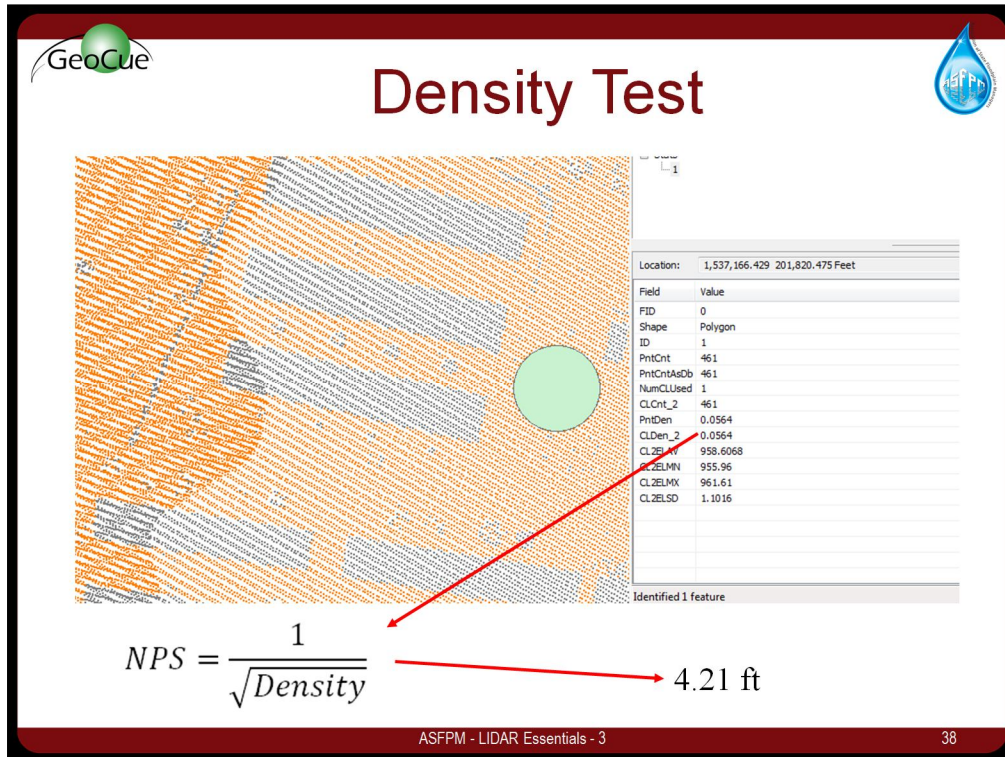 GeoCue
ASFPM
Density Test
1
Location: 1,537,166.429 201,820.475 Feet
Field Value
FID 0
Shape Polygon
ID 1
PntCnt 461
PntCntAsDb 461
NumCLUsed 1
CLCnt_2 461
PntDen 0.0564
CLDen_2 0.0564
CL2ELAV 958.6068
CL2ELMN 955.96
CL2ELMX 961.61
CL2ELSD 1.1016
Identified 1 feature
NPS = 1 / √Density
4.21 ft
ASFPM - LIDAR Essentials - 3
38